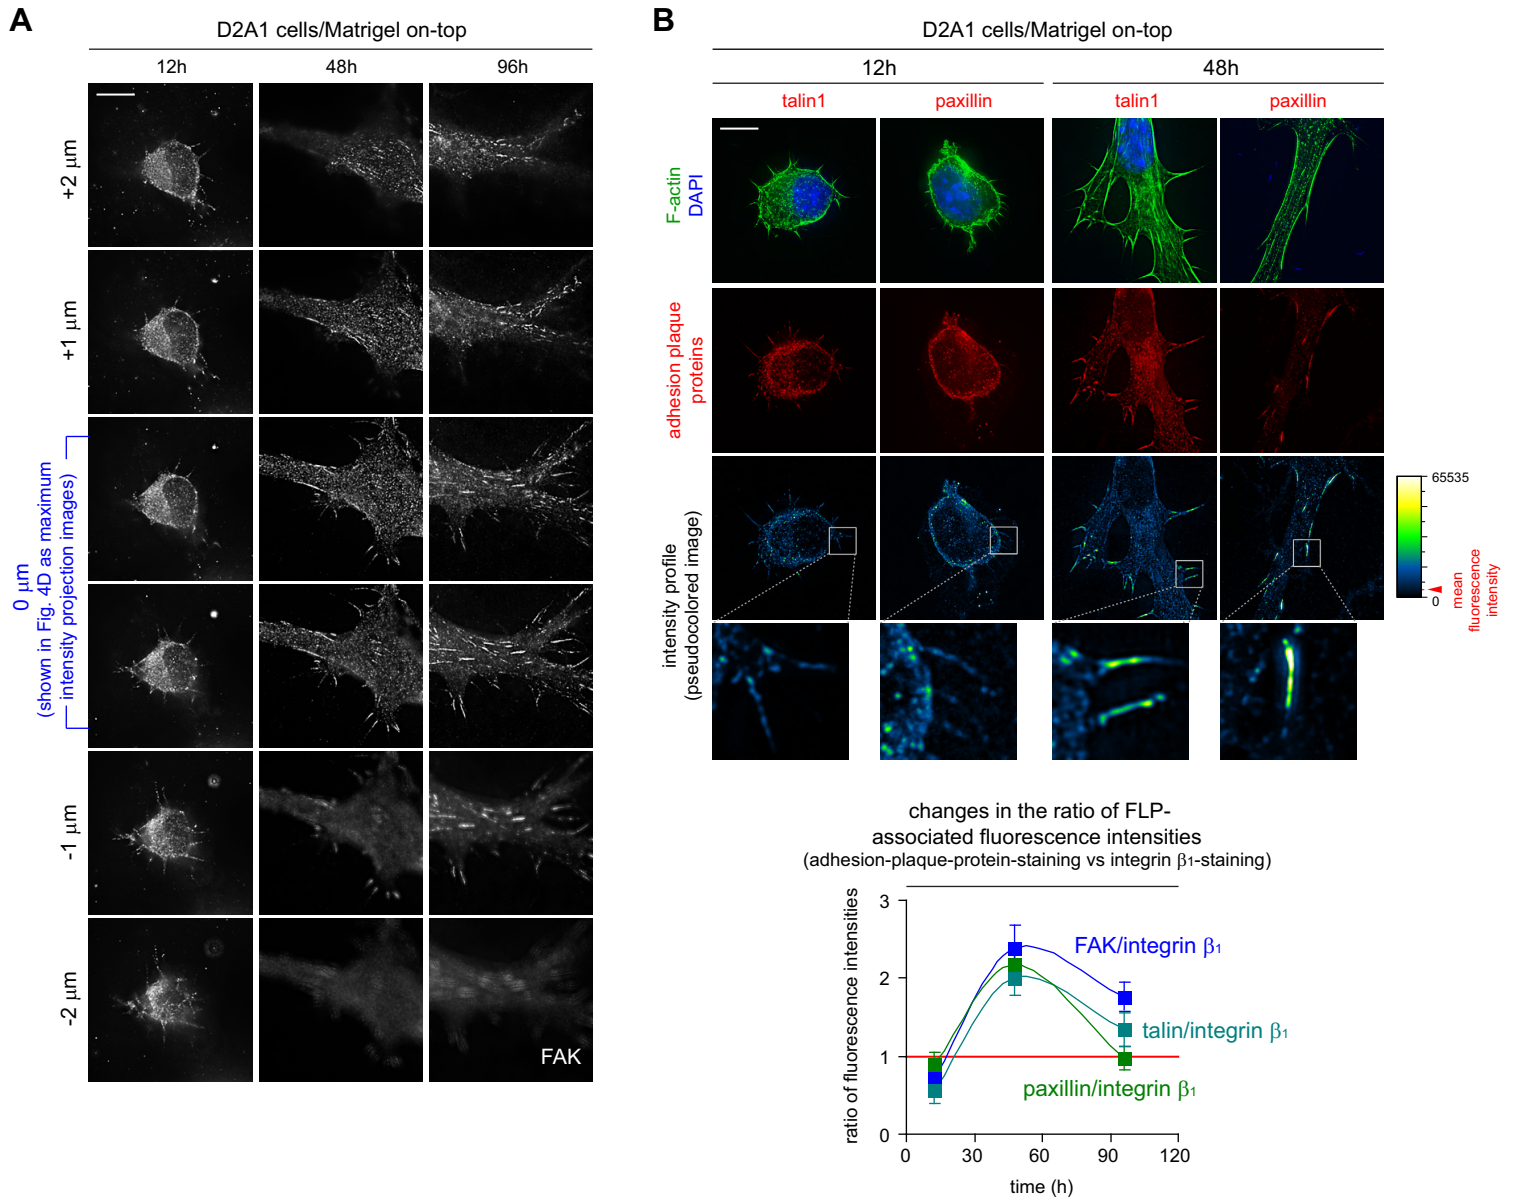 A
D2A1 cells/Matrigel on-top
12h 48h 96h
+2 μm
+1 μm
0 μm
(shown in Fig. 4D as maximum
intensity projection images)
-1 μm
-2 μm
FAK
B
D2A1 cells/Matrigel on-top
12h 48h
talin1 paxillin talin1 paxillin
F-actin
DAPI
adhesion plaque
proteins
intensity profile
(pseudocolored image)
65535
0
mean
fluorescence
intensity
changes in the ratio of FLP-
associated fluorescence intensities
(adhesion-plaque-protein-staining vs integrin β1-staining)
ratio of fluorescence intensities
3
2
1
0
FAK/integrin β1
talin/integrin β1
paxillin/integrin β1
0 30 60 90 120
time (h)